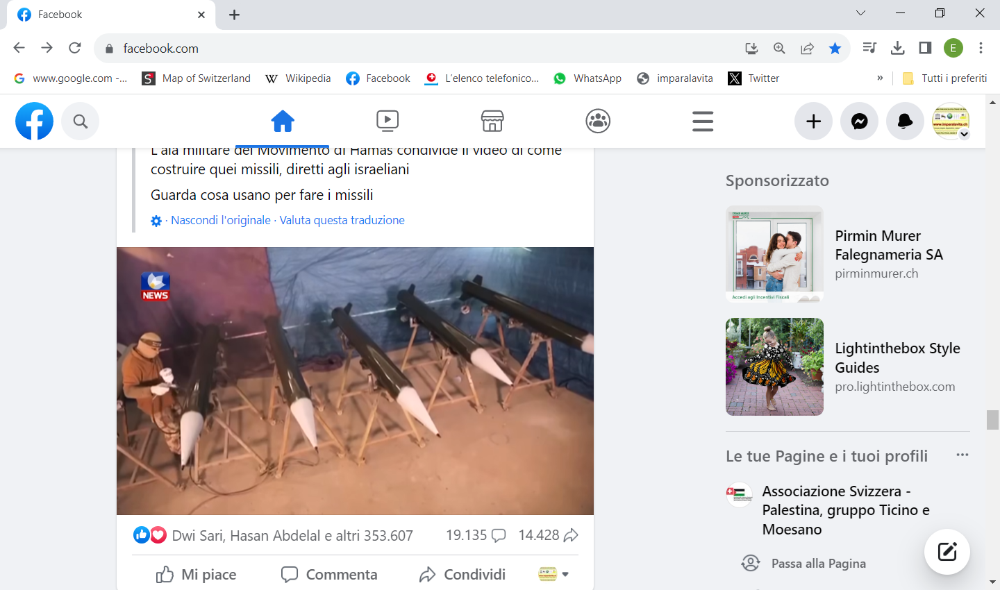 Facebook
facebook.com
E
www.google.com -...
Map of Switzerland
Wikipedia
Facebook
L'elenco telefonico...
WhatsApp
imparalavita
Twitter
»
Tutti i preferiti
www.imparalavita.ch
L'ala militare del Movimento di Hamas condivide il video di come
costruire quei missili, diretti agli israeliani
Guarda cosa usano per fare i missili
· Nascondi l'originale · Valuta questa traduzione
NEWS
Dwi Sari, Hasan Abdelal e altri 353.607
19.135
14.428
Mi piace
Commenta
Condividi
Sponsorizzato
Accedi agli Incentivi Fiscali
Pirmin Murer
Falegnameria SA
pirminmurer.ch
Lightinthebox Style
Guides
pro.lightinthebox.com
Le tue Pagine e i tuoi profili
Associazione Svizzera -
Palestina, gruppo Ticino e
Moesano
Passa alla Pagina